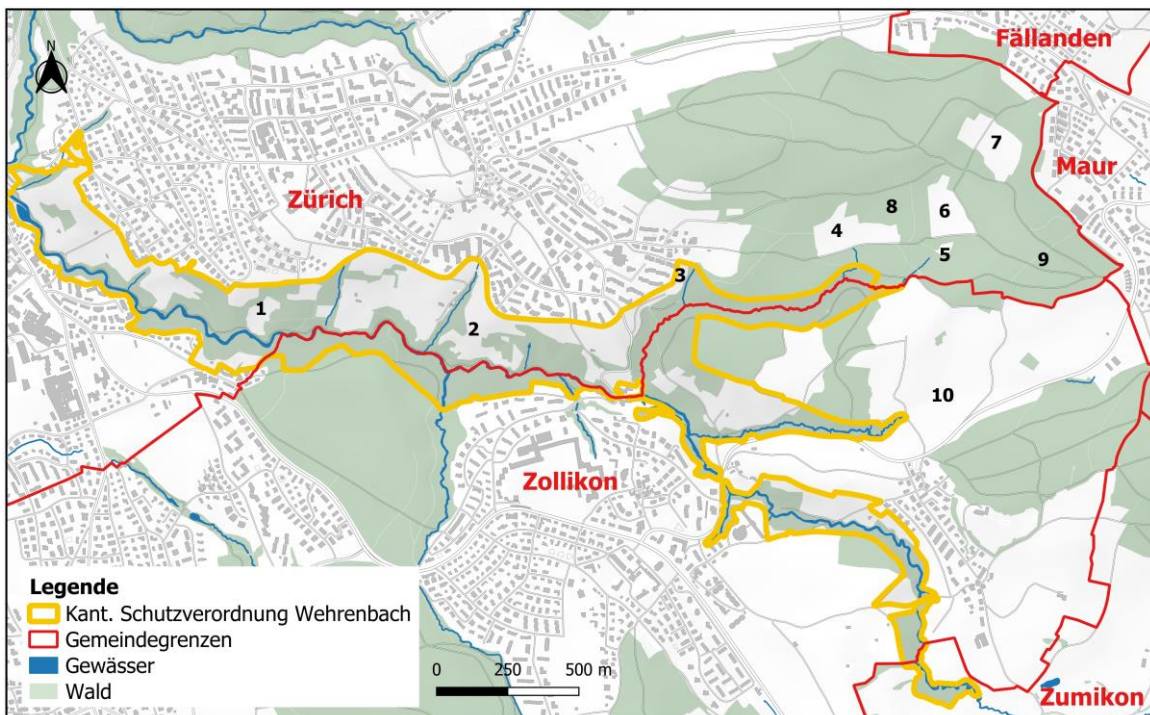 Fällanden
N
7
Maur
Zürich
8
6
4
5
9
3
1
2
10
Zollikon
Legende
Kant. Schutzverordnung Wehrenbach
Gemeindegrenzen
Gewässer
Wald
0 250 500 m
Zumikon